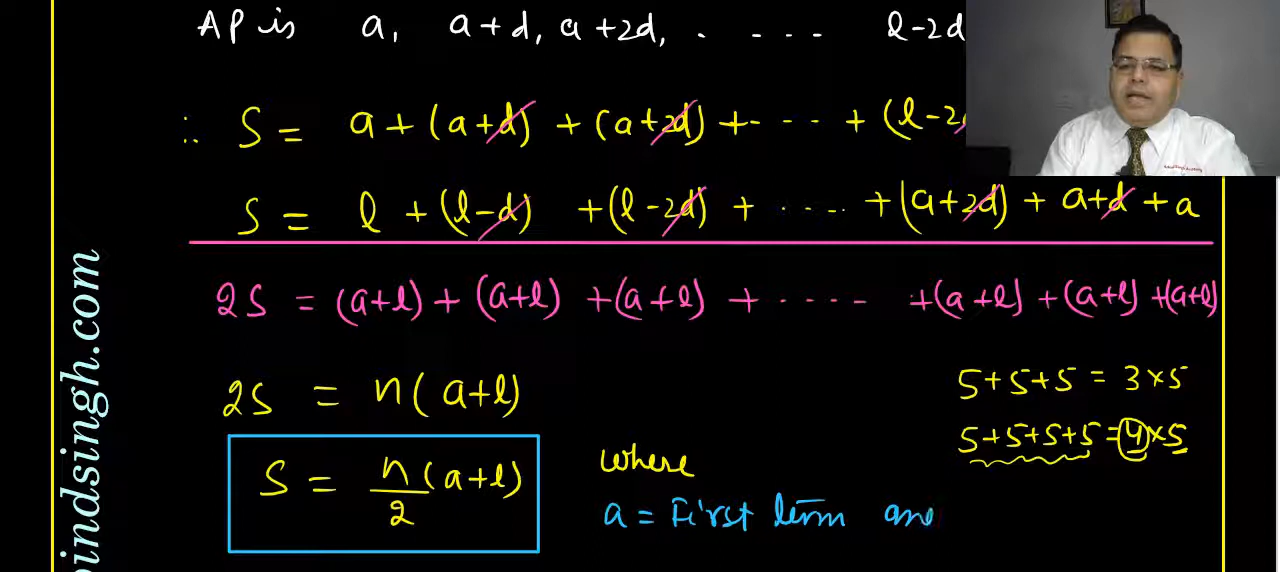 AP is a, a+d, a+2d, ..... l-2d
∴ S = a + (a+d) + (a+2d) + ... + (l-2
S = l + (l-d) + (l-2d) + ..... + (a+2d) + a+d + a
2S = (a+l) + (a+l) + (a+l) + ..... + (a+l) + (a+l) + (a+l)
2S = n(a+l)
S = n/2 (a+l)
5+5+5 = 3×5
5+5+5+5 = 4×5
where
a = First term an
indsingh.com